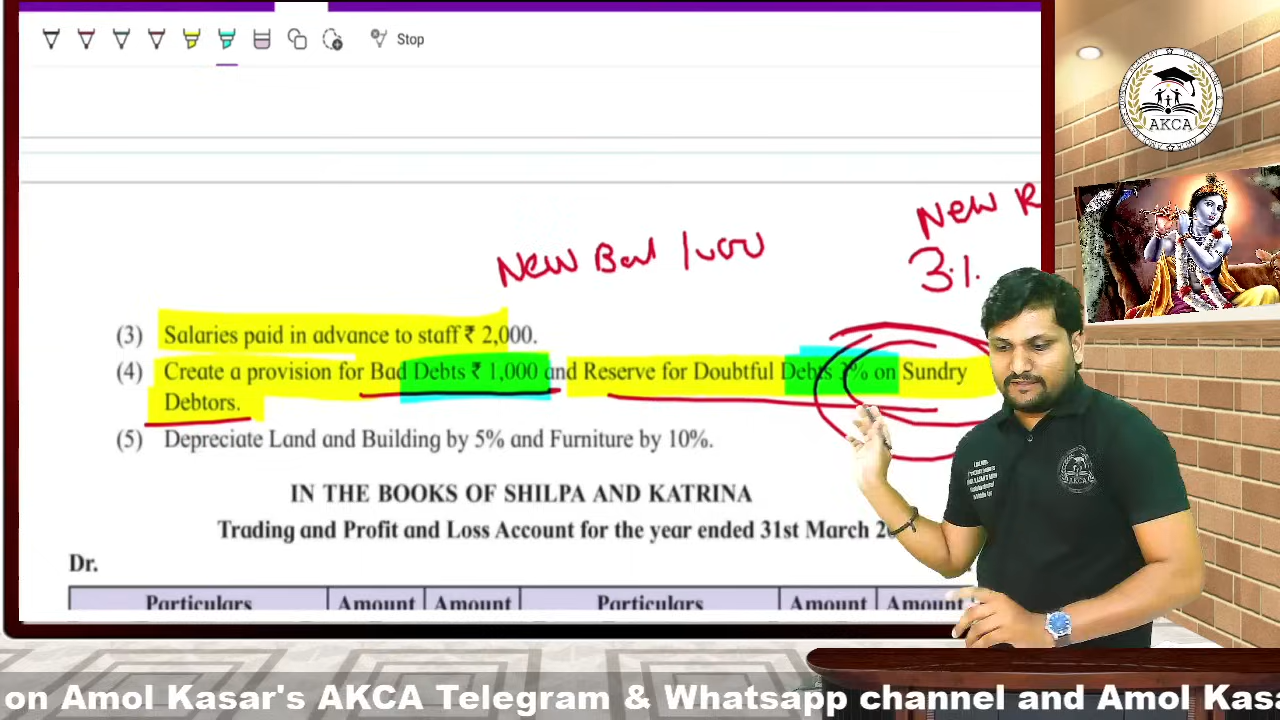 Stop
AKCA
New R
New Bad 1000
3%
(3) Salaries paid in advance to staff ₹ 2,000.
(4) Create a provision for Bad Debts ₹ 1,000 and Reserve for Doubtful Debts 3% on Sundry
Debtors.
(5) Depreciate Land and Building by 5% and Furniture by 10%.
IN THE BOOKS OF SHILPA AND KATRINA
Trading and Profit and Loss Account for the year ended 31st March 2
Dr.
Particulars Amount Amount Particulars Amount Amount
on Amol Kasar's AKCA Telegram & Whatsapp channel and Amol Kasa